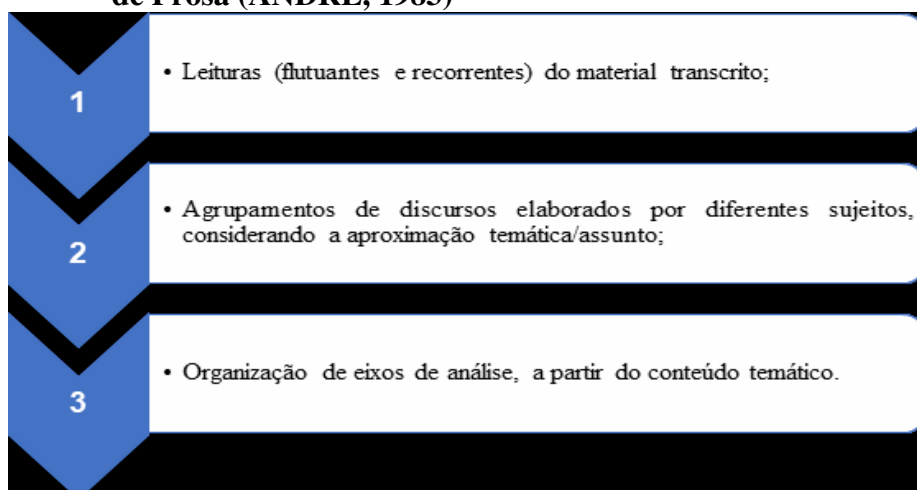 de Prosa (ANDRÉ, 1983)
1
• Leituras (flutuantes e recorrentes) do material transcrito;
2
• Agrupamentos de discursos elaborados por diferentes sujeitos,
considerando a aproximação temática/assunto;
3
• Organização de eixos de análise, a partir do conteúdo temático.